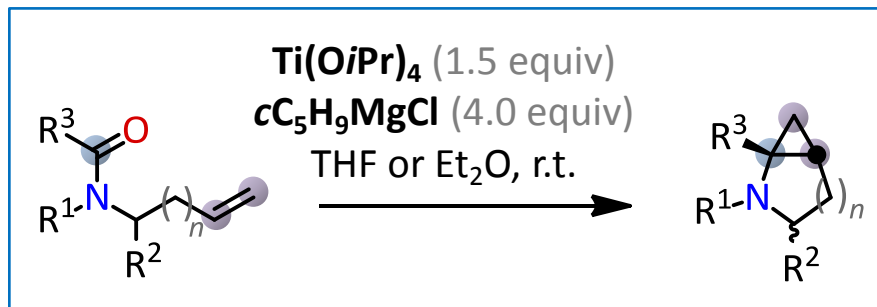 Ti(OiPr)₄ (1.5 equiv)
cC₅H₉MgCl (4.0 equiv)
THF or Et₂O, r.t.
R³
O
N
R¹
R²
( )n
R³
N
R¹
R²
( )n